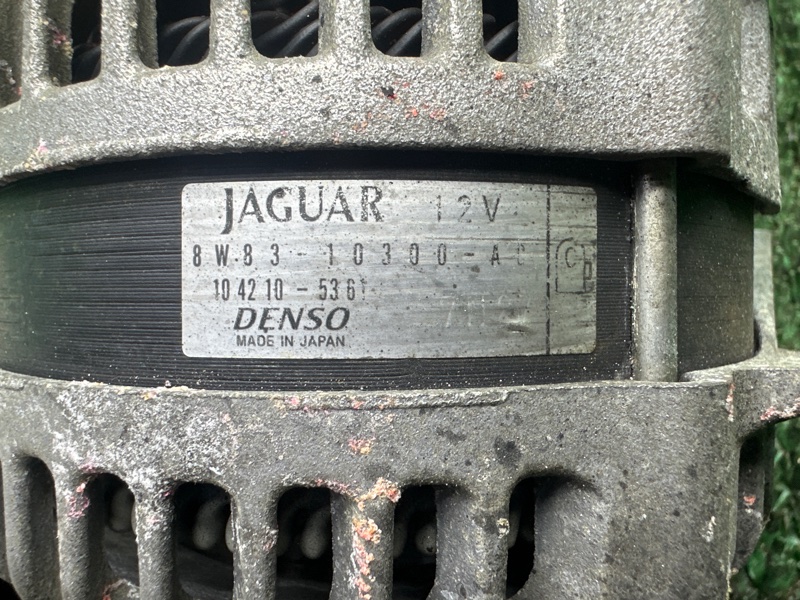 JAGUAR 12V
8W83-10300-AC
104210-5361
DENSO
MADE IN JAPAN